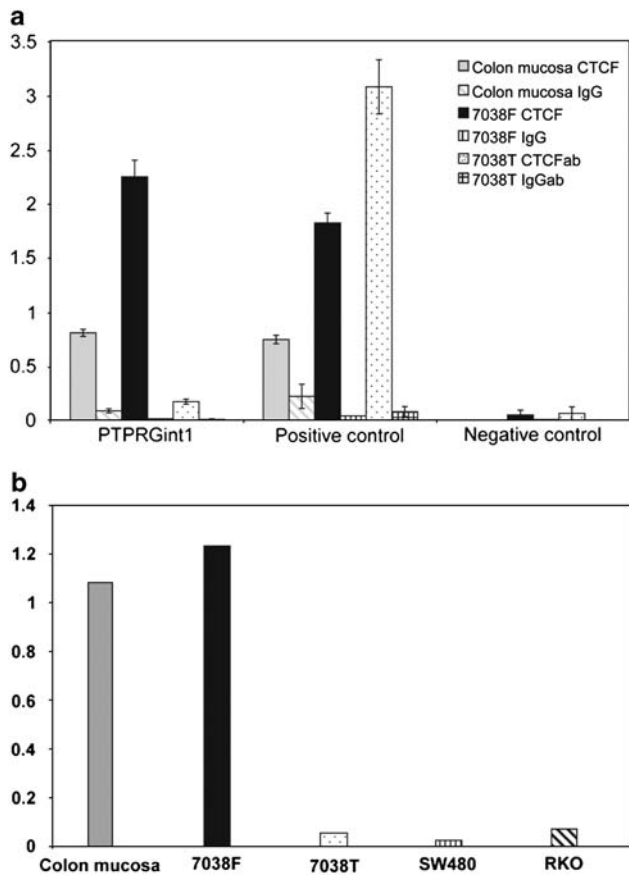 a
3.5
3
2.5
2
1.5
1
0.5
0
Colon mucosa CTCF
Colon mucosa IgG
7038F CTCF
7038F IgG
7038T CTCFab
7038T IgGab
PTPRGint1
Positive control
Negative control
b
1.4
1.2
1
0.8
0.6
0.4
0.2
0
Colon mucosa
7038F
7038T
SW480
RKO